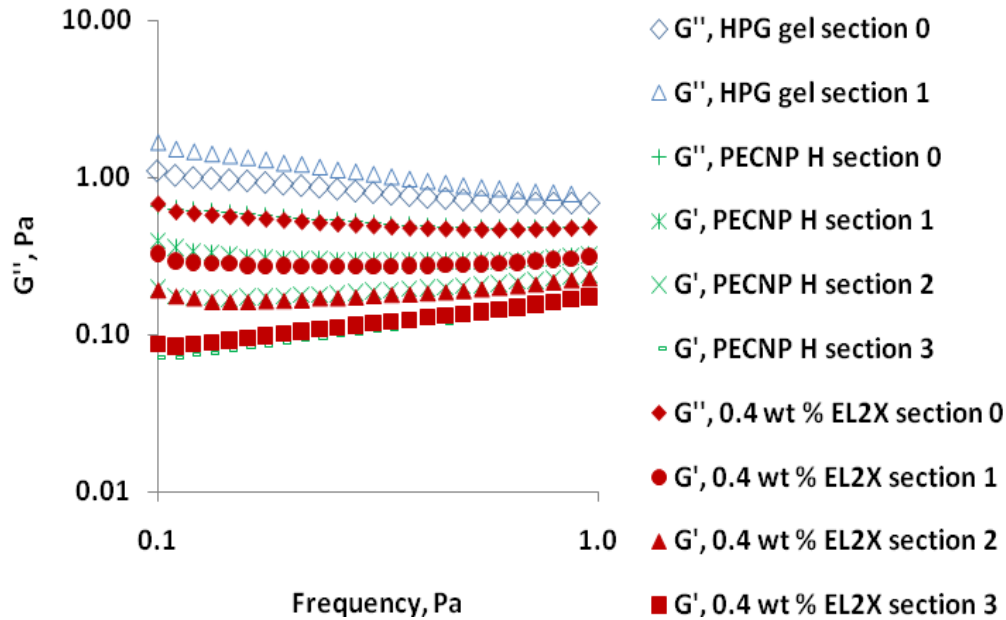 10.00
1.00
0.10
0.01
G'', Pa
0.1
1.0
Frequency, Pa
G'', HPG gel section 0
G'', HPG gel section 1
G'', PECNP H section 0
G', PECNP H section 1
G', PECNP H section 2
G', PECNP H section 3
G'', 0.4 wt % EL2X section 0
G', 0.4 wt % EL2X section 1
G', 0.4 wt % EL2X section 2
G', 0.4 wt % EL2X section 3